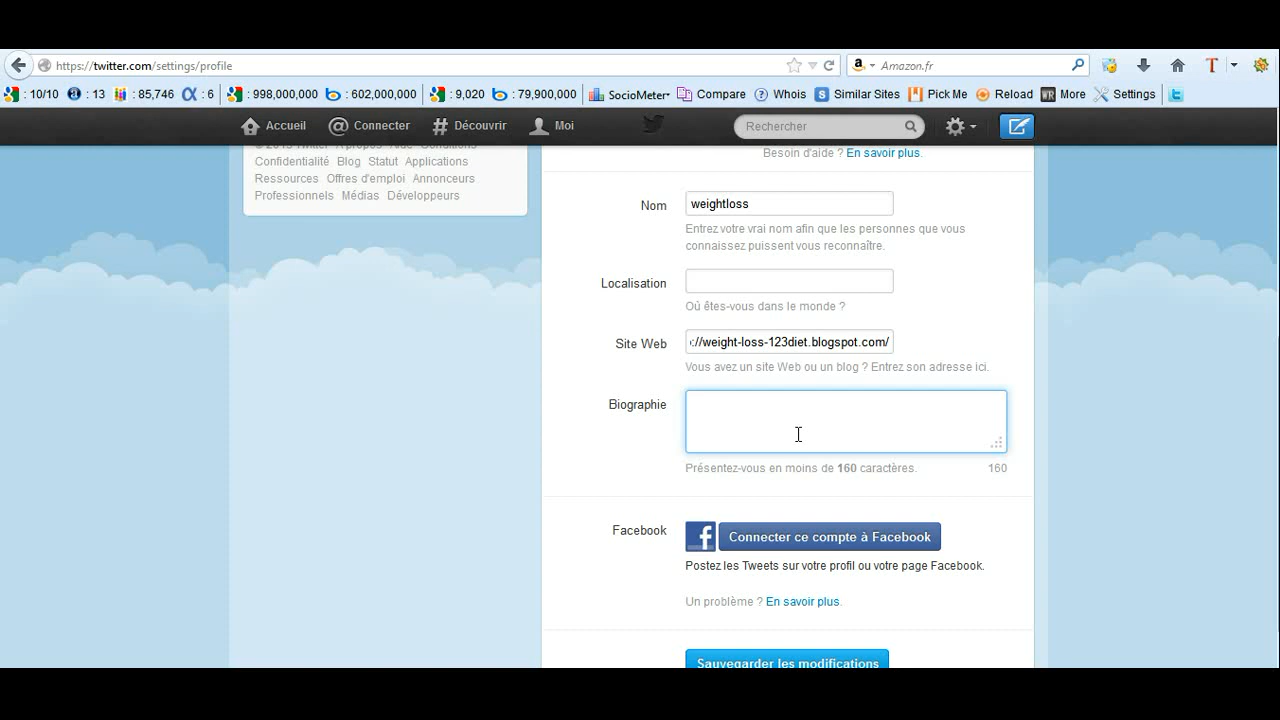 https://twitter.com/settings/profile
Amazon.fr
: 10/10 : 13 : 85,746 : 6 : 998,000,000 : 602,000,000 : 9,020 : 79,900,000 SocioMeter Compare Whois Similar Sites Pick Me Reload More Settings
Accueil Connecter Découvrir Moi Rechercher
Confidentialité Blog Statut Applications
Ressources Offres d'emploi Annonceurs
Professionnels Médias Développeurs
Besoin d'aide ? En savoir plus.
Nom weightloss
Entrez votre vrai nom afin que les personnes que vous
connaissez puissent vous reconnaître.
Localisation
Où êtes-vous dans le monde ?
Site Web ://weight-loss-123diet.blogspot.com/
Vous avez un site Web ou un blog ? Entrez son adresse ici.
Biographie
Présentez-vous en moins de 160 caractères. 160
Facebook Connecter ce compte à Facebook
Postez les Tweets sur votre profil ou votre page Facebook.
Un problème ? En savoir plus.
Sauvegarder les modifications